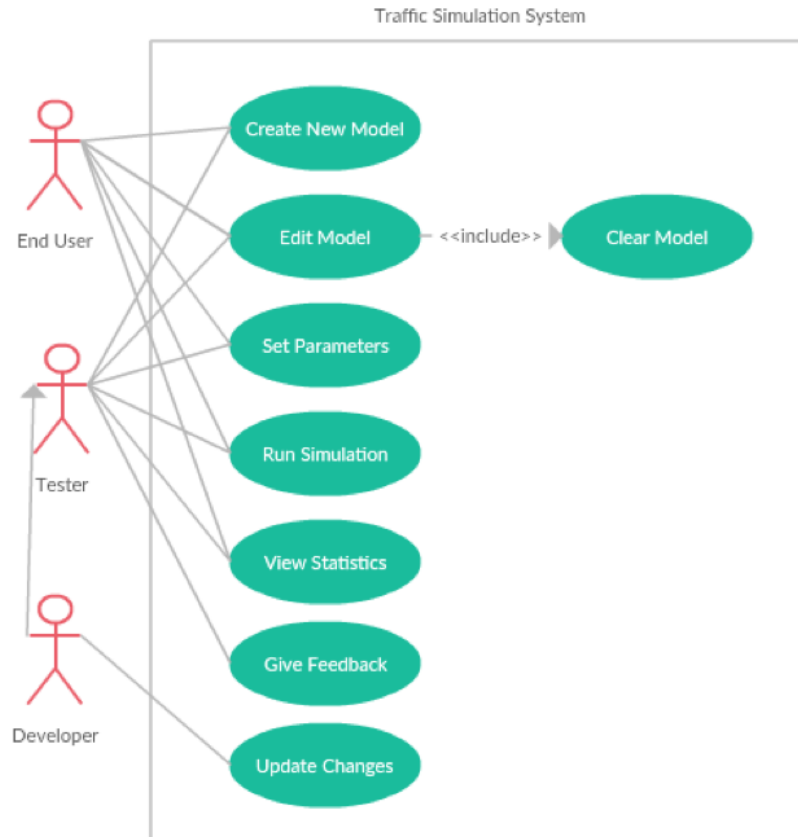 Traffic Simulation System
Create New Model
End User
Edit Model
<<include>>
Clear Model
Set Parameters
Tester
Run Simulation
View Statistics
Give Feedback
Developer
Update Changes